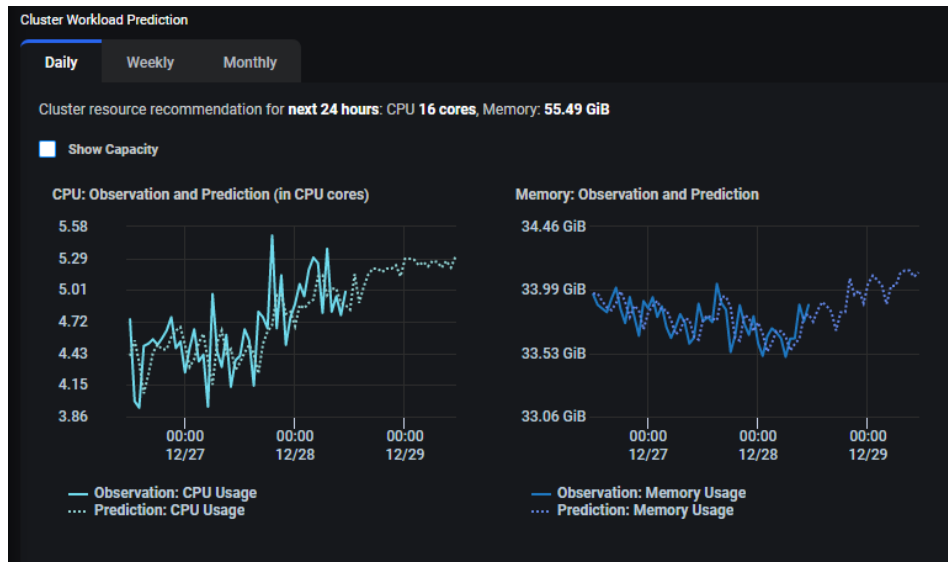 Cluster Workload Prediction
Daily Weekly Monthly
Cluster resource recommendation for next 24 hours: CPU 16 cores, Memory: 55.49 GiB
Show Capacity
CPU: Observation and Prediction (in CPU cores)
5.58
5.29
5.01
4.72
4.43
4.15
3.86
00:00 00:00 00:00
12/27 12/28 12/29
Observation: CPU Usage
Prediction: CPU Usage
Memory: Observation and Prediction
34.46 GiB
33.99 GiB
33.53 GiB
33.06 GiB
00:00 00:00 00:00
12/27 12/28 12/29
Observation: Memory Usage
Prediction: Memory Usage